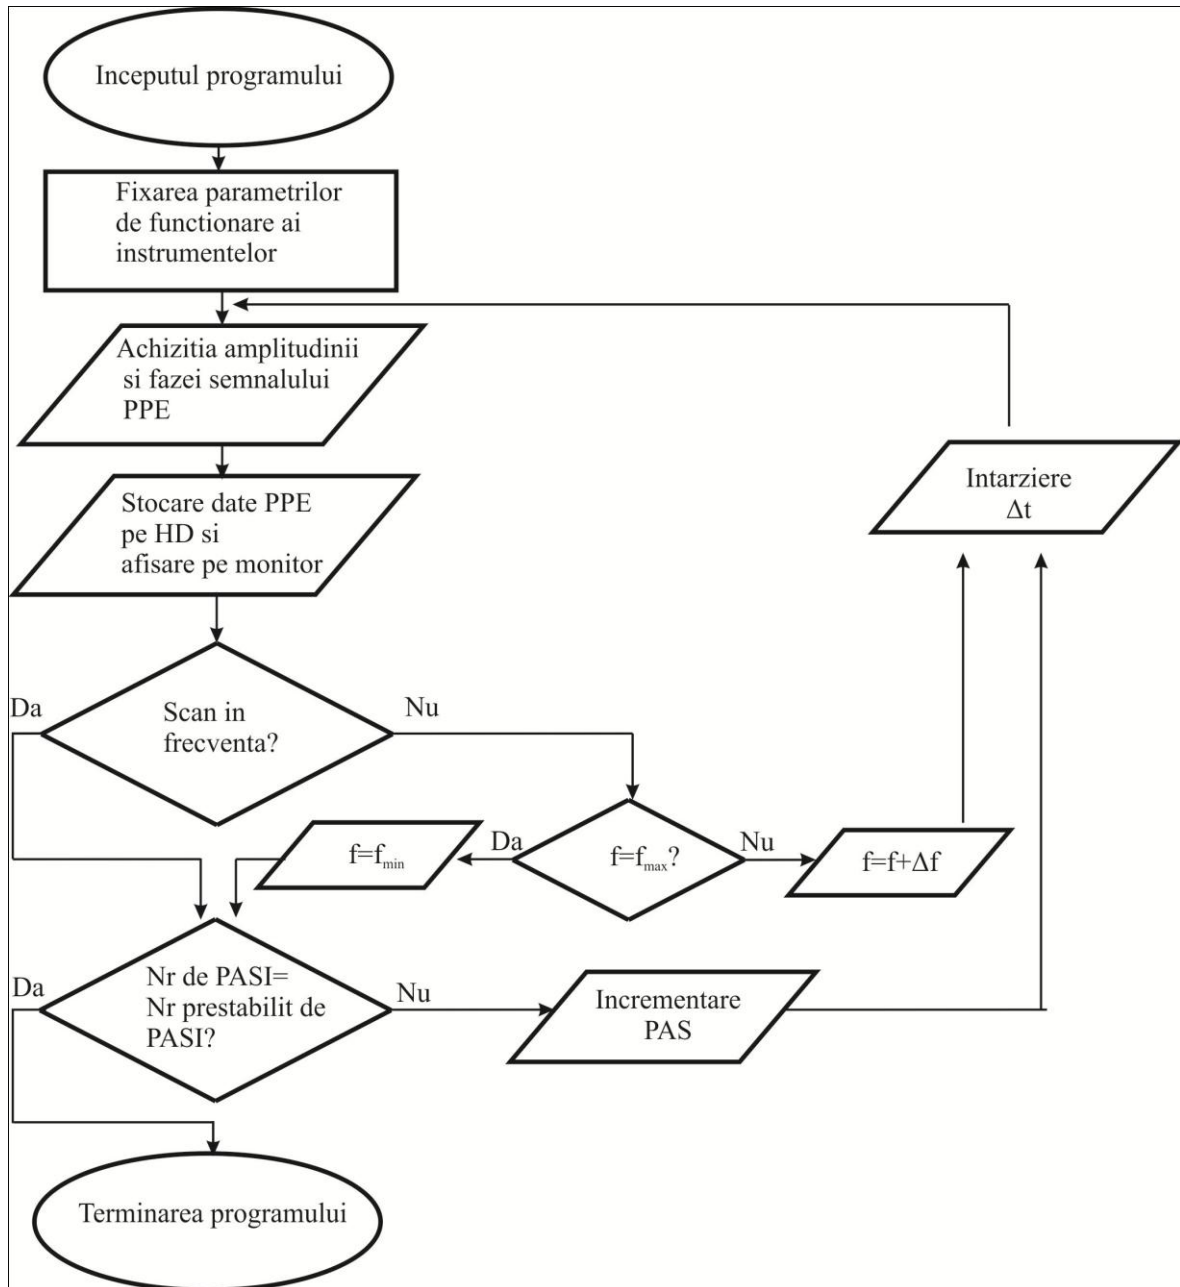 Inceputul programului
Fixarea parametrilor
de functionare ai
instrumentelor
Achizitia amplitudinii
si fazei semnalului
PPE
Stocare date PPE
pe HD si
afisare pe monitor
Intarziere
Δt
Da
Scan in
frecventa?
Nu
f=fmin
Da
f=fmax?
Nu
f=f+Δf
Da
Nr de PASI=
Nr prestabilit de
PASI?
Nu
Incrementare
PAS
Terminarea programului